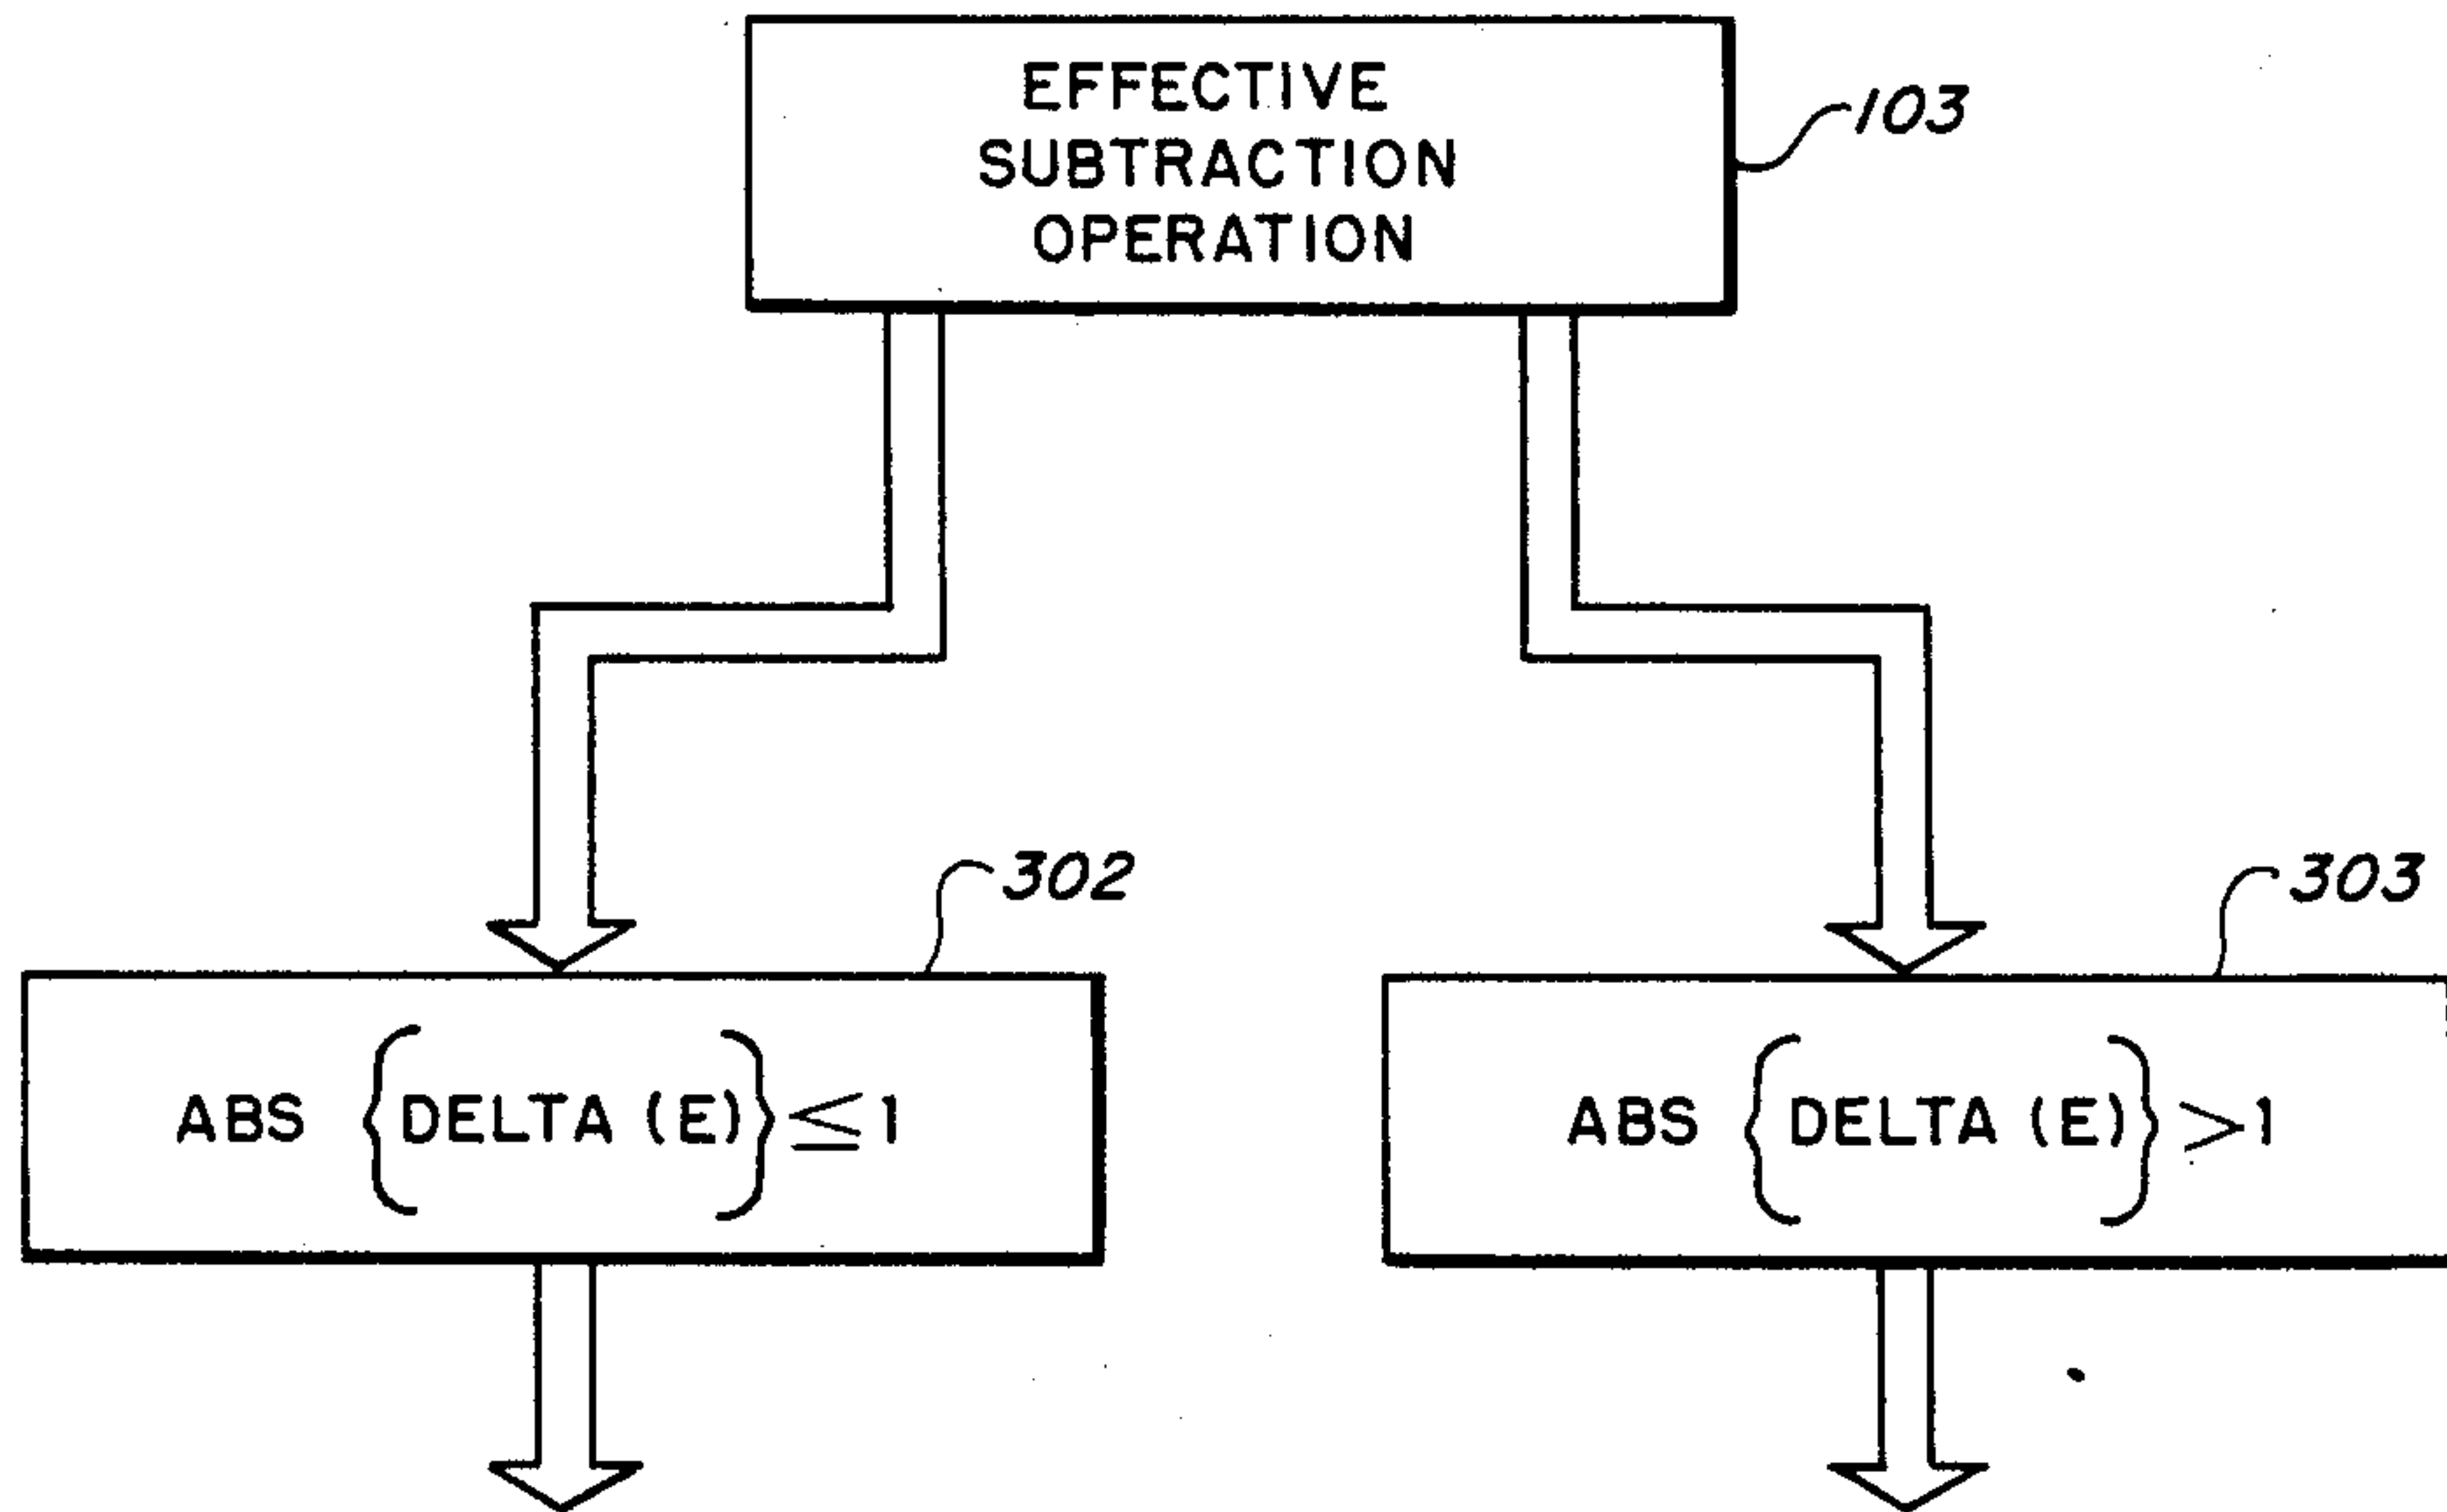 EFFECTIVE
SUBTRACTION
OPERATION
103
302
303
ABS {DELTA (E)} ≤ 1
ABS {DELTA (E)} > 1